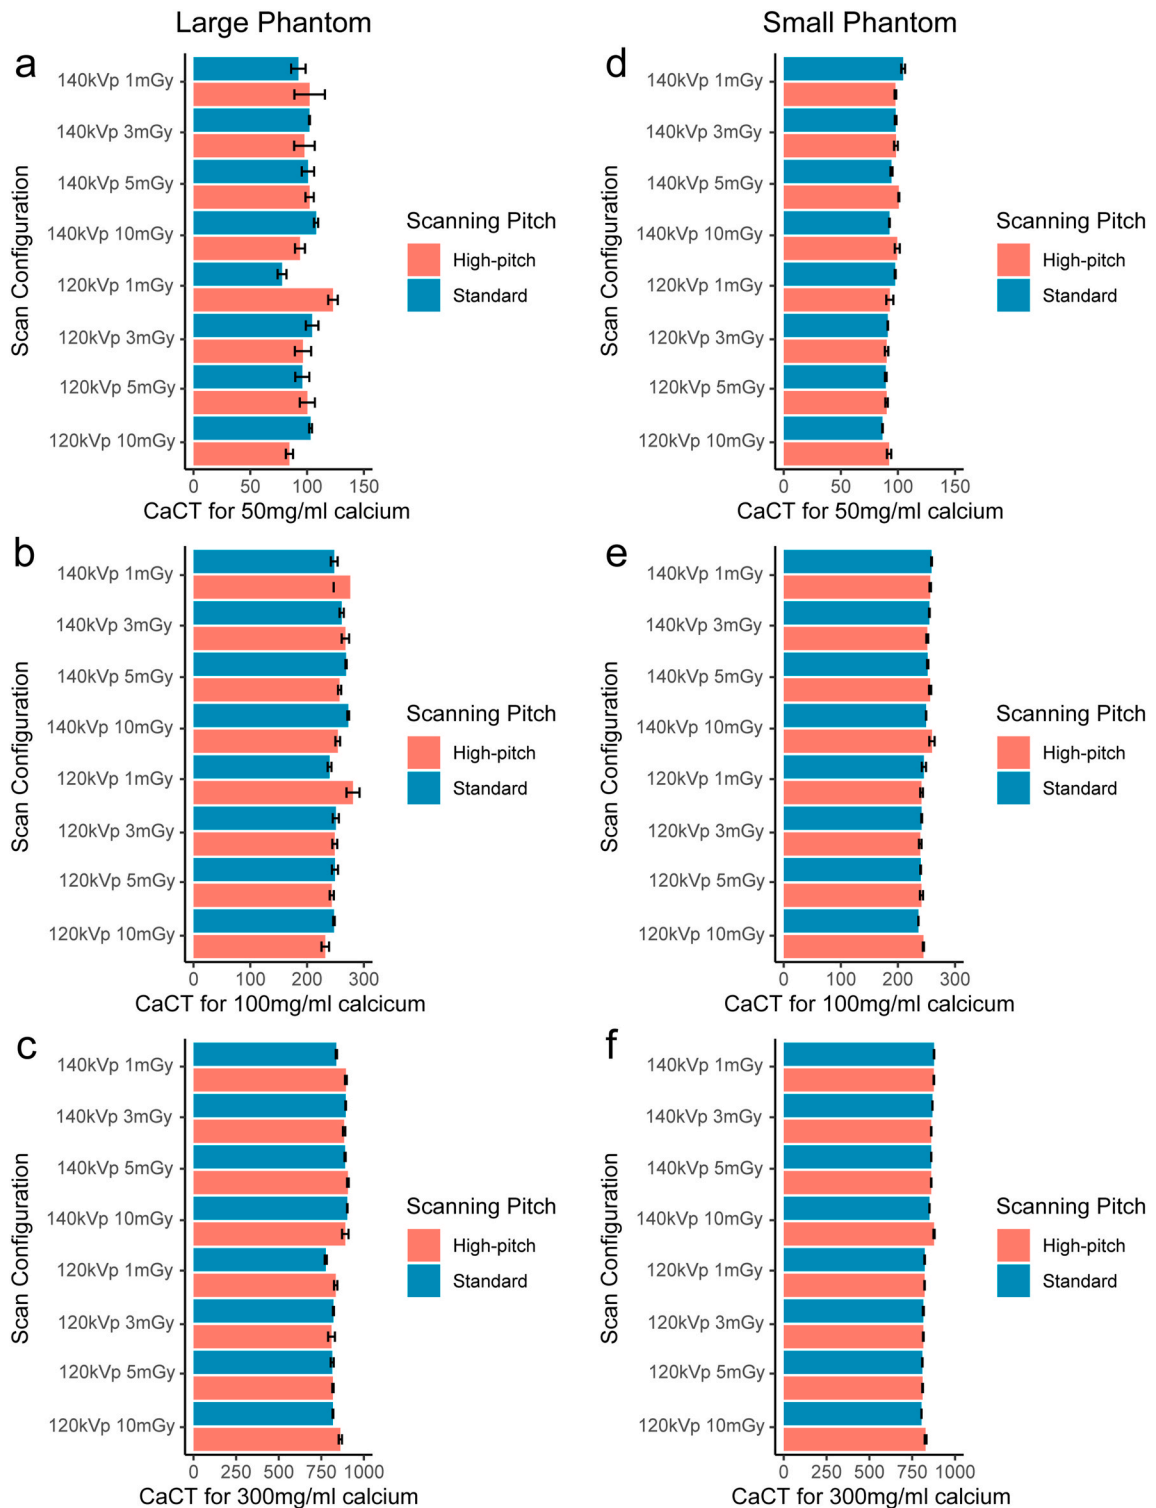 Large Phantom
Small Phantom
a
Scan Configuration
140kVp 1mGy
140kVp 3mGy
140kVp 5mGy
140kVp 10mGy
120kVp 1mGy
120kVp 3mGy
120kVp 5mGy
120kVp 10mGy
0 50 100 150
CaCT for 50mg/ml calcium
Scanning Pitch
High-pitch
Standard
d
Scan Configuration
140kVp 1mGy
140kVp 3mGy
140kVp 5mGy
140kVp 10mGy
120kVp 1mGy
120kVp 3mGy
120kVp 5mGy
120kVp 10mGy
0 50 100 150
CaCT for 50mg/ml calcium
Scanning Pitch
High-pitch
Standard
b
Scan Configuration
140kVp 1mGy
140kVp 3mGy
140kVp 5mGy
140kVp 10mGy
120kVp 1mGy
120kVp 3mGy
120kVp 5mGy
120kVp 10mGy
0 100 200 300
CaCT for 100mg/ml calcicum
Scanning Pitch
High-pitch
Standard
e
Scan Configuration
140kVp 1mGy
140kVp 3mGy
140kVp 5mGy
140kVp 10mGy
120kVp 1mGy
120kVp 3mGy
120kVp 5mGy
120kVp 10mGy
0 100 200 300
CaCT for 100mg/ml calcicum
Scanning Pitch
High-pitch
Standard
c
Scan Configuration
140kVp 1mGy
140kVp 3mGy
140kVp 5mGy
140kVp 10mGy
120kVp 1mGy
120kVp 3mGy
120kVp 5mGy
120kVp 10mGy
0 250 500 750 1000
CaCT for 300mg/ml calcium
Scanning Pitch
High-pitch
Standard
f
Scan Configuration
140kVp 1mGy
140kVp 3mGy
140kVp 5mGy
140kVp 10mGy
120kVp 1mGy
120kVp 3mGy
120kVp 5mGy
120kVp 10mGy
0 250 500 750 1000
CaCT for 300mg/ml calcium
Scanning Pitch
High-pitch
Standard